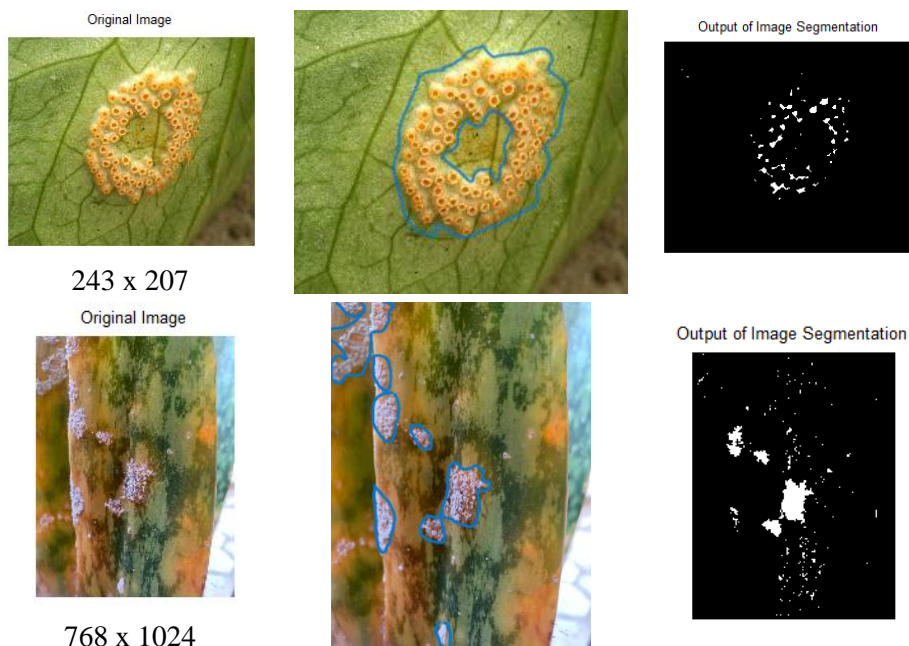 Original Image
Output of Image Segmentation
243 x 207
Original Image
Output of Image Segmentation
768 x 1024